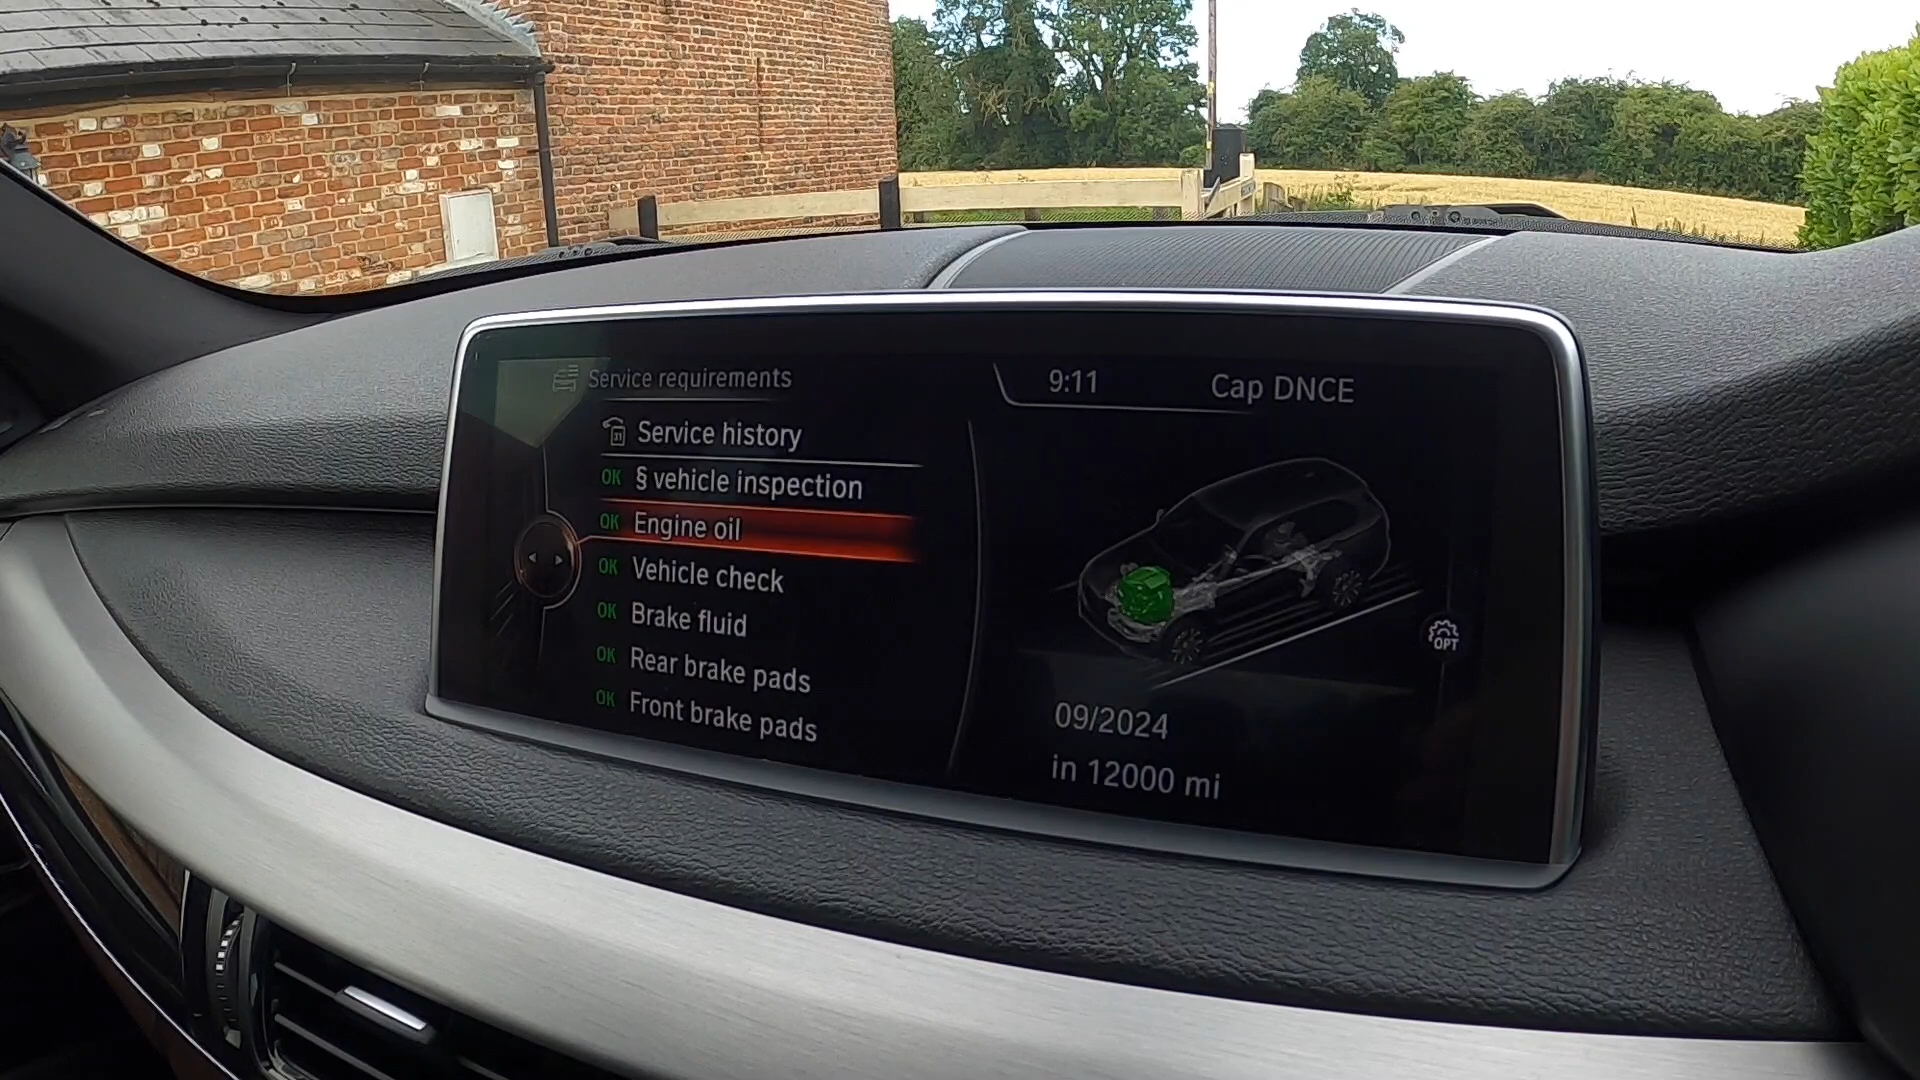 Service requirements
9:11 Cap DNCE
31 Service history
OK § vehicle inspection
OK Engine oil
OK Vehicle check
OK Brake fluid
OK Rear brake pads
OK Front brake pads
OPT
09/2024
in 12000 mi